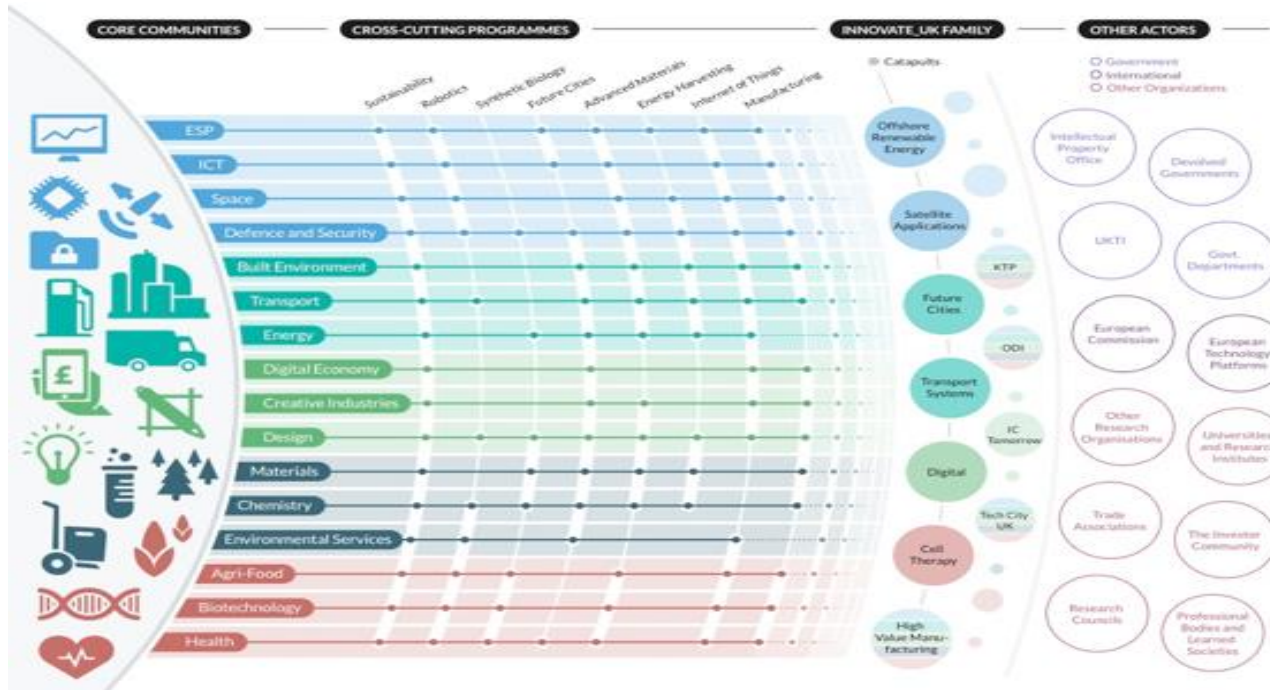 CORE COMMUNITIES
CROSS-CUTTING PROGRAMMES
INNOVATE_UK FAMILY
OTHER ACTORS
Sustainability
Robotics
Synthetic Biology
Future Cities
Advanced Materials
Energy Harvesting
Internet of Things
Manufacturing
Catapults
Government
International
Other Organizations
ESP
ICT
Space
Defence and Security
Built Environment
Transport
Energy
Digital Economy
Creative Industries
Design
Materials
Chemistry
Environmental Services
Agri-Food
Biotechnology
Health
£
Offshore
Renewable
Energy
Satellite
Applications
KTP
Future
Cities
ODI
Transport
Systems
IC
Tomorrow
Digital
Tech City
UK
Cell
Therapy
High
Value Manu-
facturing
Intellectual
Property
Office
Devolved
Governments
UKTI
Govt.
Departments
European
Commission
European
Technology
Platforms
Other
Research
Organisations
Universities
and Research
Institutes
Trade
Associations
The Investor
Community
Research
Councils
Professional
Bodies and
Learned
Societies